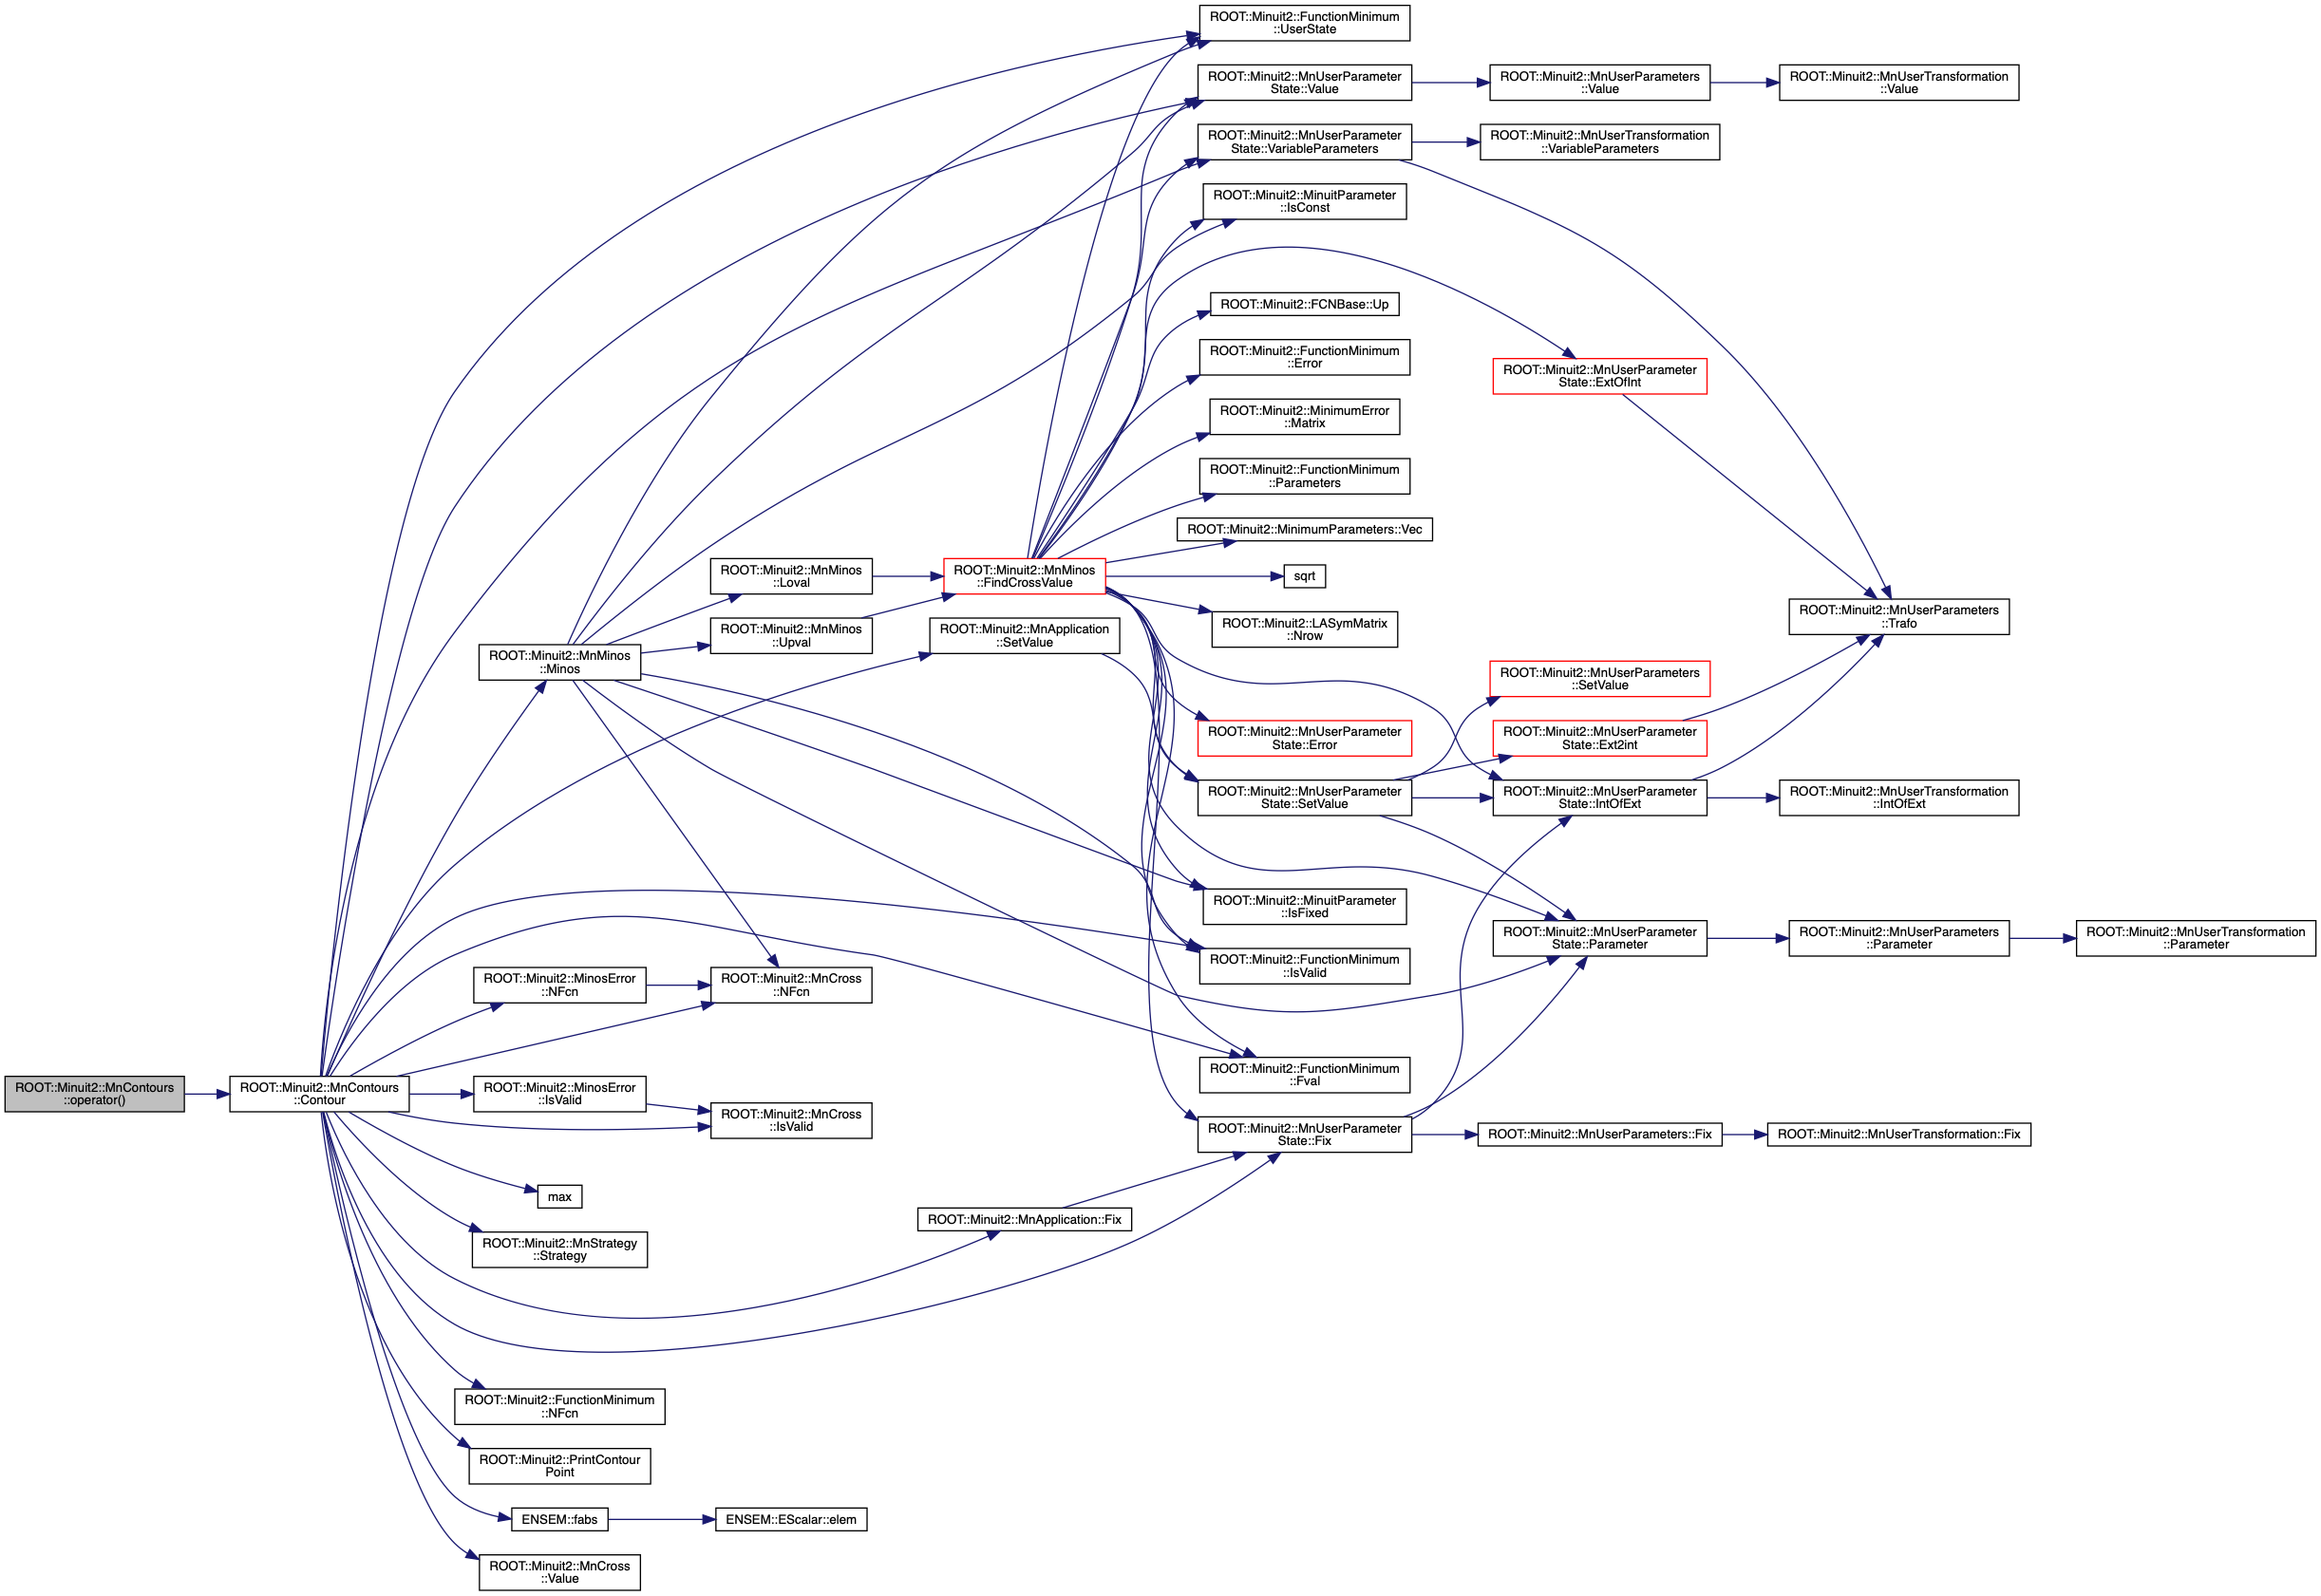 ROOT::Minuit2::MnContours
::operator()
ROOT::Minuit2::MnContours
::Contour
ROOT::Minuit2::MnMinos
::Minos
ROOT::Minuit2::MinosError
::NFcn
ROOT::Minuit2::MinosError
::IsValid
max
ROOT::Minuit2::MnStrategy
::Strategy
ROOT::Minuit2::FunctionMinimum
::NFcn
ROOT::Minuit2::PrintContour
Point
ENSEM::fabs
ROOT::Minuit2::MnCross
::Value
ROOT::Minuit2::MnMinos
::Loval
ROOT::Minuit2::MnMinos
::Upval
ROOT::Minuit2::MnCross
::NFcn
ROOT::Minuit2::MnCross
::IsValid
ENSEM::EScalar::elem
ROOT::Minuit2::MnMinos
::FindCrossValue
ROOT::Minuit2::MnApplication
::SetValue
ROOT::Minuit2::MnApplication::Fix
ROOT::Minuit2::FunctionMinimum
::UserState
ROOT::Minuit2::MnUserParameter
State::Value
ROOT::Minuit2::MnUserParameter
State::VariableParameters
ROOT::Minuit2::MinuitParameter
::IsConst
ROOT::Minuit2::FCNBase::Up
ROOT::Minuit2::FunctionMinimum
::Error
ROOT::Minuit2::MinimumError
::Matrix
ROOT::Minuit2::FunctionMinimum
::Parameters
ROOT::Minuit2::MinimumParameters::Vec
sqrt
ROOT::Minuit2::LASymMatrix
::Nrow
ROOT::Minuit2::MnUserParameter
State::Error
ROOT::Minuit2::MnUserParameter
State::SetValue
ROOT::Minuit2::MinuitParameter
::IsFixed
ROOT::Minuit2::FunctionMinimum
::IsValid
ROOT::Minuit2::FunctionMinimum
::Fval
ROOT::Minuit2::MnUserParameter
State::Fix
ROOT::Minuit2::MnUserParameters
::Value
ROOT::Minuit2::MnUserTransformation
::VariableParameters
ROOT::Minuit2::MnUserParameter
State::ExtOfInt
ROOT::Minuit2::MnUserParameters
::SetValue
ROOT::Minuit2::MnUserParameter
State::Ext2int
ROOT::Minuit2::MnUserParameter
State::IntOfExt
ROOT::Minuit2::MnUserParameter
State::Parameter
ROOT::Minuit2::MnUserParameters::Fix
ROOT::Minuit2::MnUserTransformation
::Value
ROOT::Minuit2::MnUserParameters
::Trafo
ROOT::Minuit2::MnUserTransformation
::IntOfExt
ROOT::Minuit2::MnUserParameters
::Parameter
ROOT::Minuit2::MnUserTransformation::Fix
ROOT::Minuit2::MnUserTransformation
::Parameter